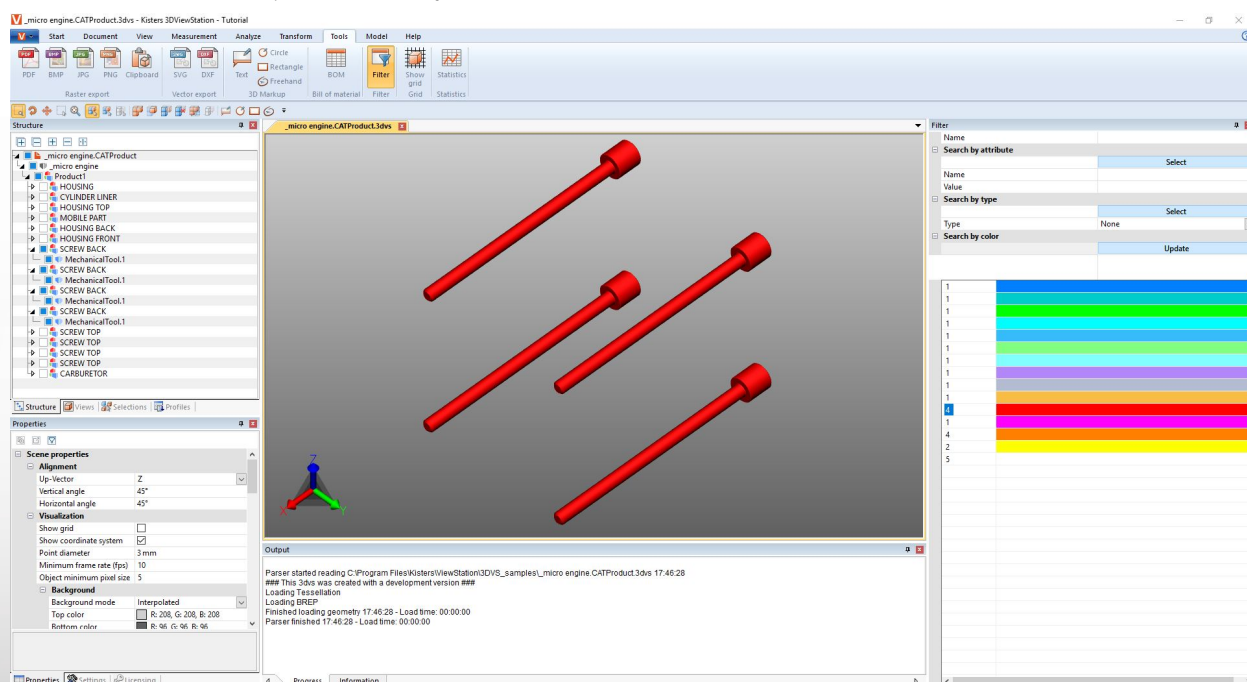 _micro engine.CATProduct.3dvs - Kisters 3DViewStation - Tutorial
Start Document View Measurement Analyze Transform Tools Model Help
PDF BMP JPG PNG Clipboard SVG DXF Text Circle Rectangle Freehand BOM Filter Show grid Statistics
Raster export Vector export 3D Markup Bill of material Filter Grid Statistics
Structure
_micro engine.CATProduct
_micro engine
Product1
HOUSING
CYLINDER LINER
HOUSING TOP
MOBILE PART
HOUSING BACK
HOUSING FRONT
SCREW BACK
MechanicalTool.1
SCREW BACK
MechanicalTool.1
SCREW BACK
MechanicalTool.1
SCREW BACK
MechanicalTool.1
SCREW TOP
SCREW TOP
SCREW TOP
SCREW TOP
CARBURETOR
Structure Views Selections Profiles
Properties
Scene properties
Alignment
Up-Vector Z
Vertical angle 45°
Horizontal angle 45°
Visualization
Show grid
Show coordinate system
Point diameter 3 mm
Minimum frame rate (fps) 10
Object minimum pixel size 5
Background
Background mode Interpolated
Top color R: 208, G: 208, B: 208
Bottom color R: 96, G: 96, B: 96
Properties Settings Licensing
_micro engine.CATProduct.3dvs
Z
X
Y
Output
Parser started reading C:\Program Files\Kisters\ViewStation\3DVS_samples\_micro engine.CATProduct.3dvs 17:46:28
### This 3dvs was created with a development version ###
Loading Tessellation
Loading BREP
Finished loading geometry 17:46:28 - Load time: 00:00:00
Parser finished 17:46:28 - Load time: 00:00:00
Progress Information
Filter
Name
Search by attribute
Select
Name
Value
Search by type
Select
Type None
Search by color
Update
1
1
1
1
1
1
1
1
1
1
4
1
4
2
5